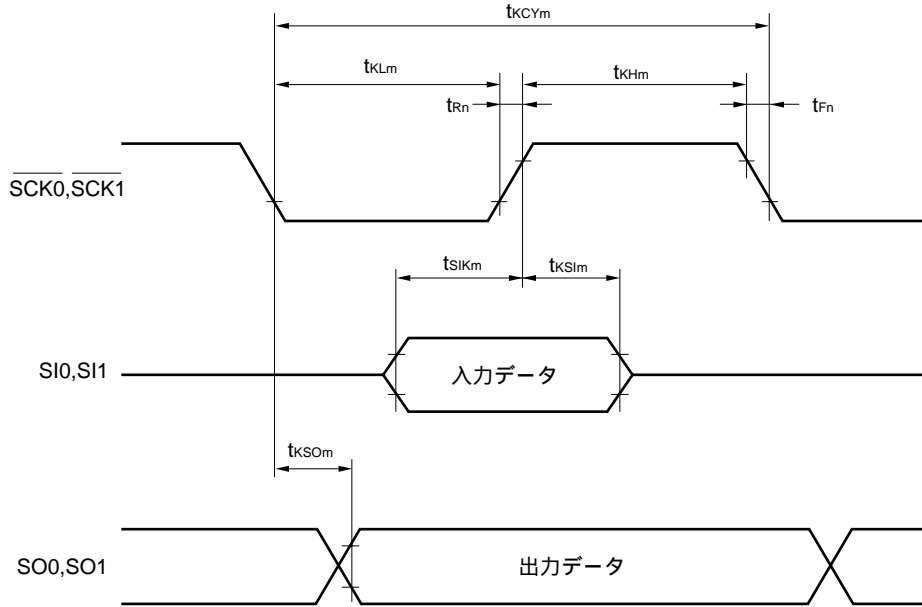 tKCYm
tKLm
tKHm
tRn
tFn
SCK0,SCK1
tSIKm
tKSIm
SI0,SI1
入力データ
tKSOm
SO0,SO1
出力データ